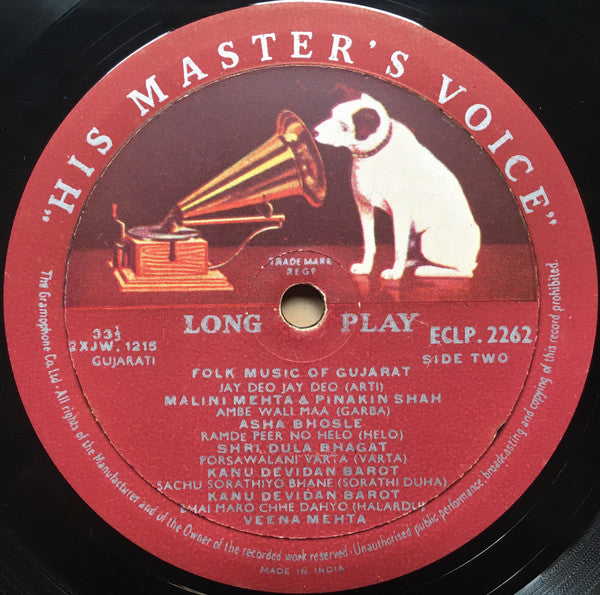 "HIS MASTER'S VOICE"
TRADE MARK
REGD
33⅓
2XJW. 1215
GUJARATI
LONG PLAY
ECLP. 2262
SIDE TWO
FOLK MUSIC OF GUJARAT
JAY DEO JAY DEO (ARTI)
MALINI MEHTA & PINAKIN SHAH
AMBE WALI MAA (GARBA)
ASHA BHOSLE
RAMDE PEER NO HELO (HELO)
SHRI DULA BHAGAT
PORSAWALANI VARTA (VARTA)
KANU DEVIDAN BAROT
SACHU SORATHIYO BHANE (SORATHI DUHA)
KANU DEVIDAN BAROT
BHAI MARO CHHE DAHYO (HALARDU)
VEENA MEHTA
The Gramophone Co. Ltd - All rights of the Manufacturer and of the Owner of the recorded work reserved - Unauthorised public performance, broadcasting and copying of this record prohibited.
MADE IN INDIA